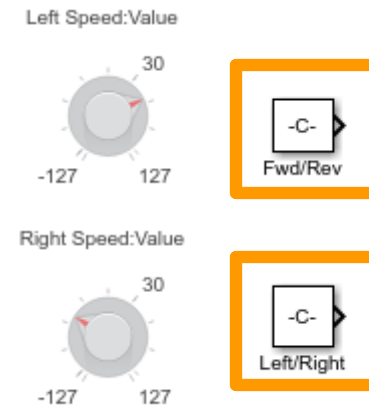 Left Speed:Value
30
-127 127
-C-
Fwd/Rev
Right Speed:Value
30
-127 127
-C-
Left/Right